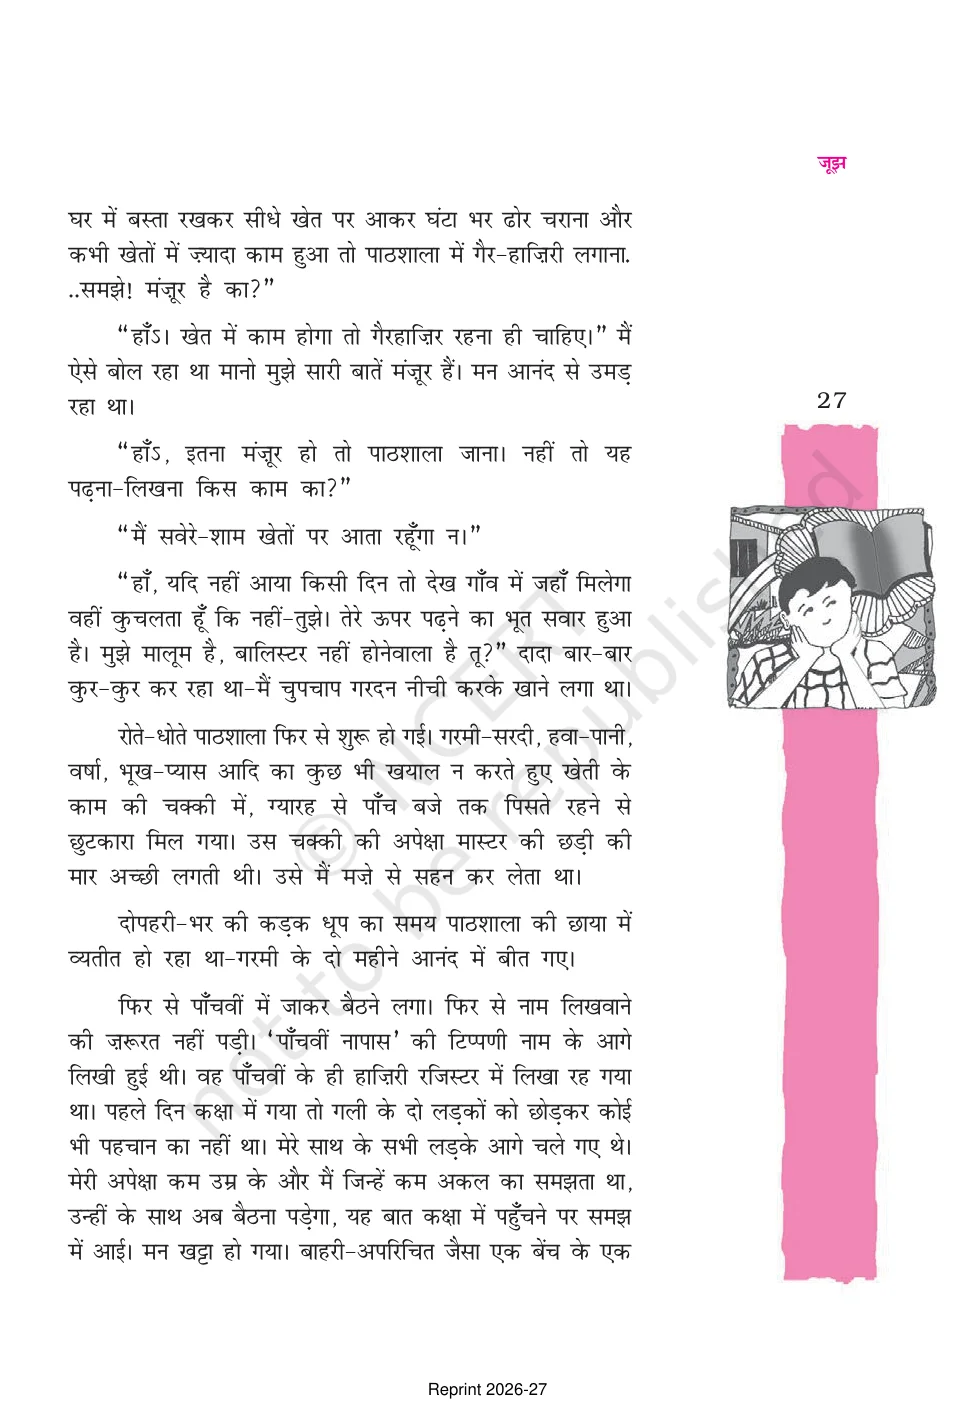 जूझ
घर में बस्ता रखकर सीधे खेत पर आकर घंटा भर ढोर चराना और
कभी खेतों में ज़्यादा काम हुआ तो पाठशाला में गैर-हाज़िरी लगाना.
..समझे! मंज़ूर है का?”
“हाँऽ। खेत में काम होगा तो गैरहाज़िर रहना ही चाहिए।” मैं
ऐसे बोल रहा था मानो मुझे सारी बातें मंज़ूर हैं। मन आनंद से उमड़
रहा था।
27
“हाँऽ, इतना मंज़ूर हो तो पाठशाला जाना। नहीं तो यह
पढ़ना-लिखना किस काम का?”
“मैं सवेरे-शाम खेतों पर आता रहूँगा न।”
“हाँ, यदि नहीं आया किसी दिन तो देख गाँव में जहाँ मिलेगा
वहीं कुचलता हूँ कि नहीं-तुझे। तेरे ऊपर पढ़ने का भूत सवार हुआ
है। मुझे मालूम है, बालिस्टर नहीं होनेवाला है तू?” दादा बार-बार
कुर-कुर कर रहा था-मैं चुपचाप गरदन नीची करके खाने लगा था।
रोते-धोते पाठशाला फिर से शुरू हो गई। गरमी-सरदी, हवा-पानी,
वर्षा, भूख-प्यास आदि का कुछ भी खयाल न करते हुए खेती के
काम की चक्की में, ग्यारह से पाँच बजे तक पिसते रहने से
छुटकारा मिल गया। उस चक्की की अपेक्षा मास्टर की छड़ी की
मार अच्छी लगती थी। उसे मैं मज़े से सहन कर लेता था।
दोपहरी-भर की कड़क धूप का समय पाठशाला की छाया में
व्यतीत हो रहा था-गरमी के दो महीने आनंद में बीत गए।
फिर से पाँचवीं में जाकर बैठने लगा। फिर से नाम लिखवाने
की ज़रूरत नहीं पड़ी। ‘पाँचवीं नापास’ की टिप्पणी नाम के आगे
लिखी हुई थी। वह पाँचवीं के ही हाज़िरी रजिस्टर में लिखा रह गया
था। पहले दिन कक्षा में गया तो गली के दो लड़कों को छोड़कर कोई
भी पहचान का नहीं था। मेरे साथ के सभी लड़के आगे चले गए थे।
मेरी अपेक्षा कम उम्र के और मैं जिन्हें कम अकल का समझता था,
उन्हीं के साथ अब बैठना पड़ेगा, यह बात कक्षा में पहुँचने पर समझ
में आई। मन खट्टा हो गया। बाहरी-अपरिचित जैसा एक बेंच के एक
© NCERT
not to be republished
Reprint 2026-27